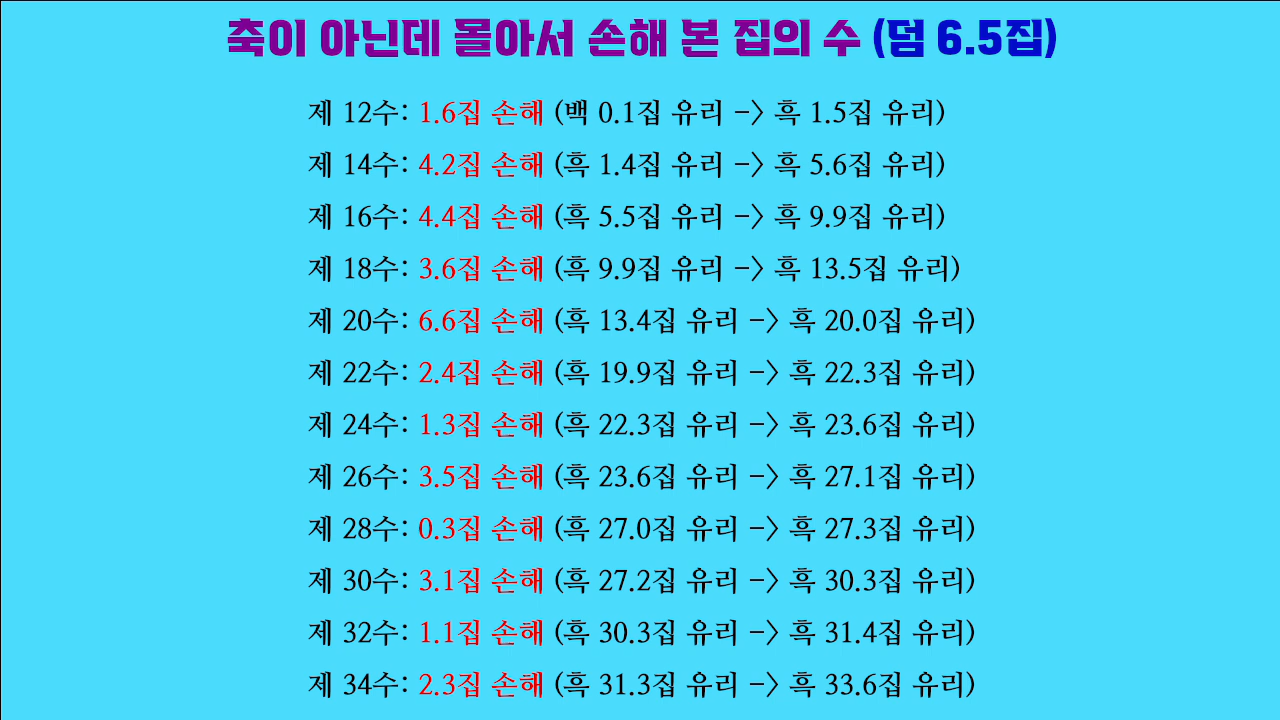 축이 아닌데 몰아서 손해 본 집의 수 (덤 6.5집)
제 12수: 1.6집 손해 (백 0.1집 유리 -> 흑 1.5집 유리)
제 14수: 4.2집 손해 (흑 1.4집 유리 -> 흑 5.6집 유리)
제 16수: 4.4집 손해 (흑 5.5집 유리 -> 흑 9.9집 유리)
제 18수: 3.6집 손해 (흑 9.9집 유리 -> 흑 13.5집 유리)
제 20수: 6.6집 손해 (흑 13.4집 유리 -> 흑 20.0집 유리)
제 22수: 2.4집 손해 (흑 19.9집 유리 -> 흑 22.3집 유리)
제 24수: 1.3집 손해 (흑 22.3집 유리 -> 흑 23.6집 유리)
제 26수: 3.5집 손해 (흑 23.6집 유리 -> 흑 27.1집 유리)
제 28수: 0.3집 손해 (흑 27.0집 유리 -> 흑 27.3집 유리)
제 30수: 3.1집 손해 (흑 27.2집 유리 -> 흑 30.3집 유리)
제 32수: 1.1집 손해 (흑 30.3집 유리 -> 흑 31.4집 유리)
제 34수: 2.3집 손해 (흑 31.3집 유리 -> 흑 33.6집 유리)